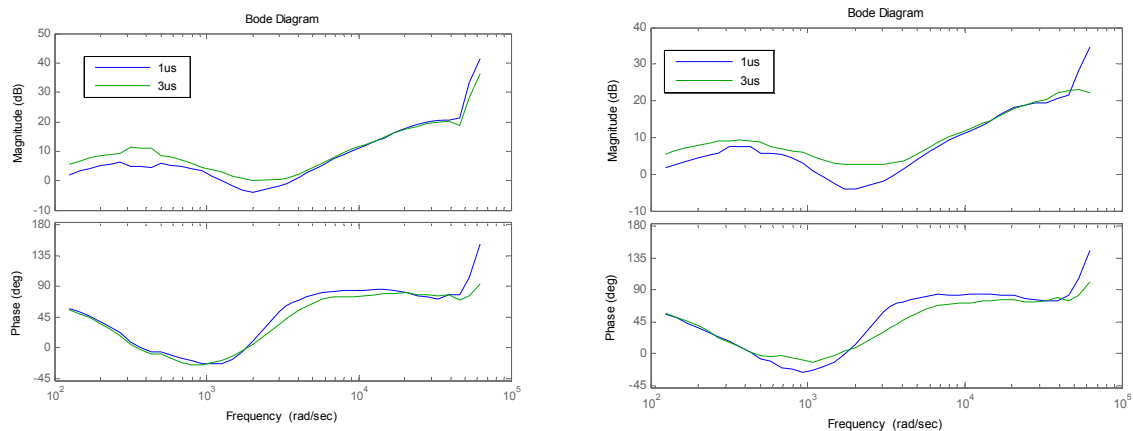 Bode Diagram
50
40
30
20
10
0
-10
Magnitude (dB)
1us
3us
180
135
90
45
0
-45
Phase (deg)
10^2
10^3
10^4
10^5
Frequency (rad/sec)
Bode Diagram
40
30
20
10
0
-10
Magnitude (dB)
1us
3us
180
135
90
45
0
-45
Phase (deg)
10^2
10^3
10^4
10^5
Frequency (rad/sec)